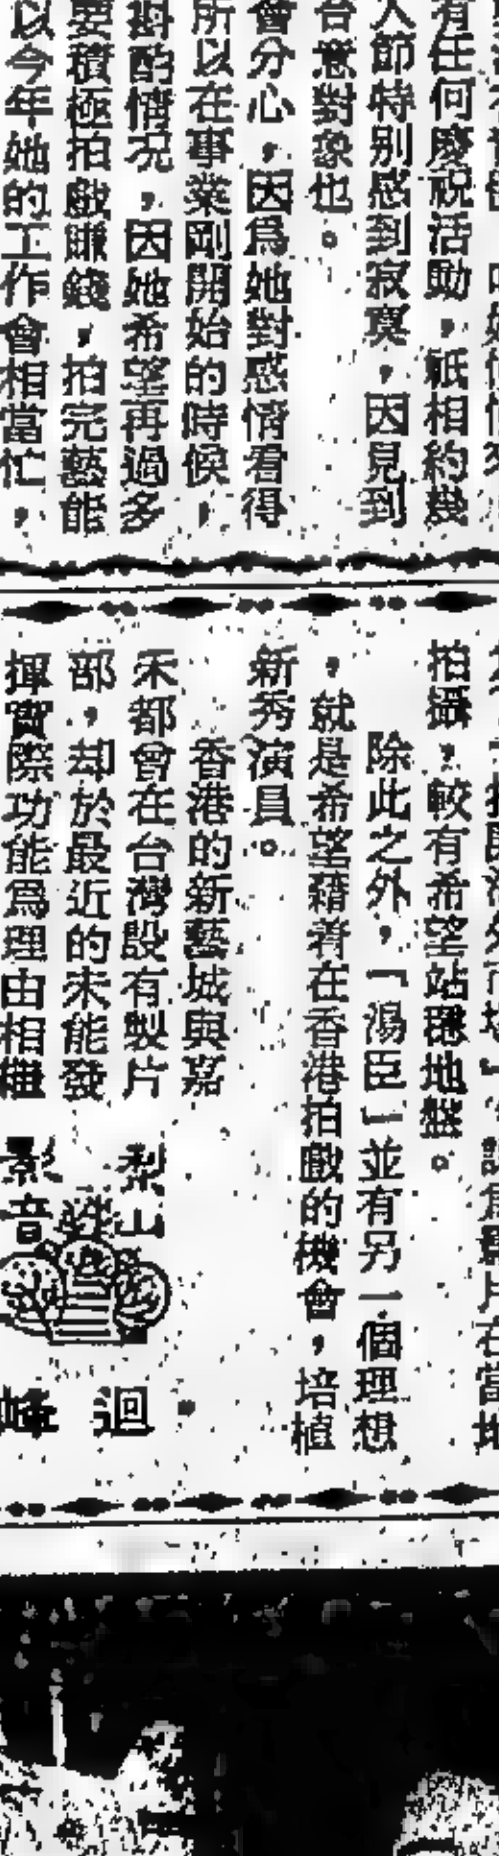 有任何慶祝活動，祇相約幾
人節特別感到寂寞，因見到
合意對象也。
會分心，因爲她對感情看得
所以在事業剛開始的時候，
斟酌情况，因她希望再過多
要積極拍戲賺錢，拍完藝能
以今年她的工作會相當忙，
拍攝，較有希望站穩地盤。
除此之外，「湯臣」並有另一個理想
，就是希望藉着在香港拍戲的機會，培植
新秀演員。
香港的新藝城與嘉
禾都會在台灣設有製片
部，却於最近的未能發
揮實際功能爲理由相繼
梨山
影音
迴